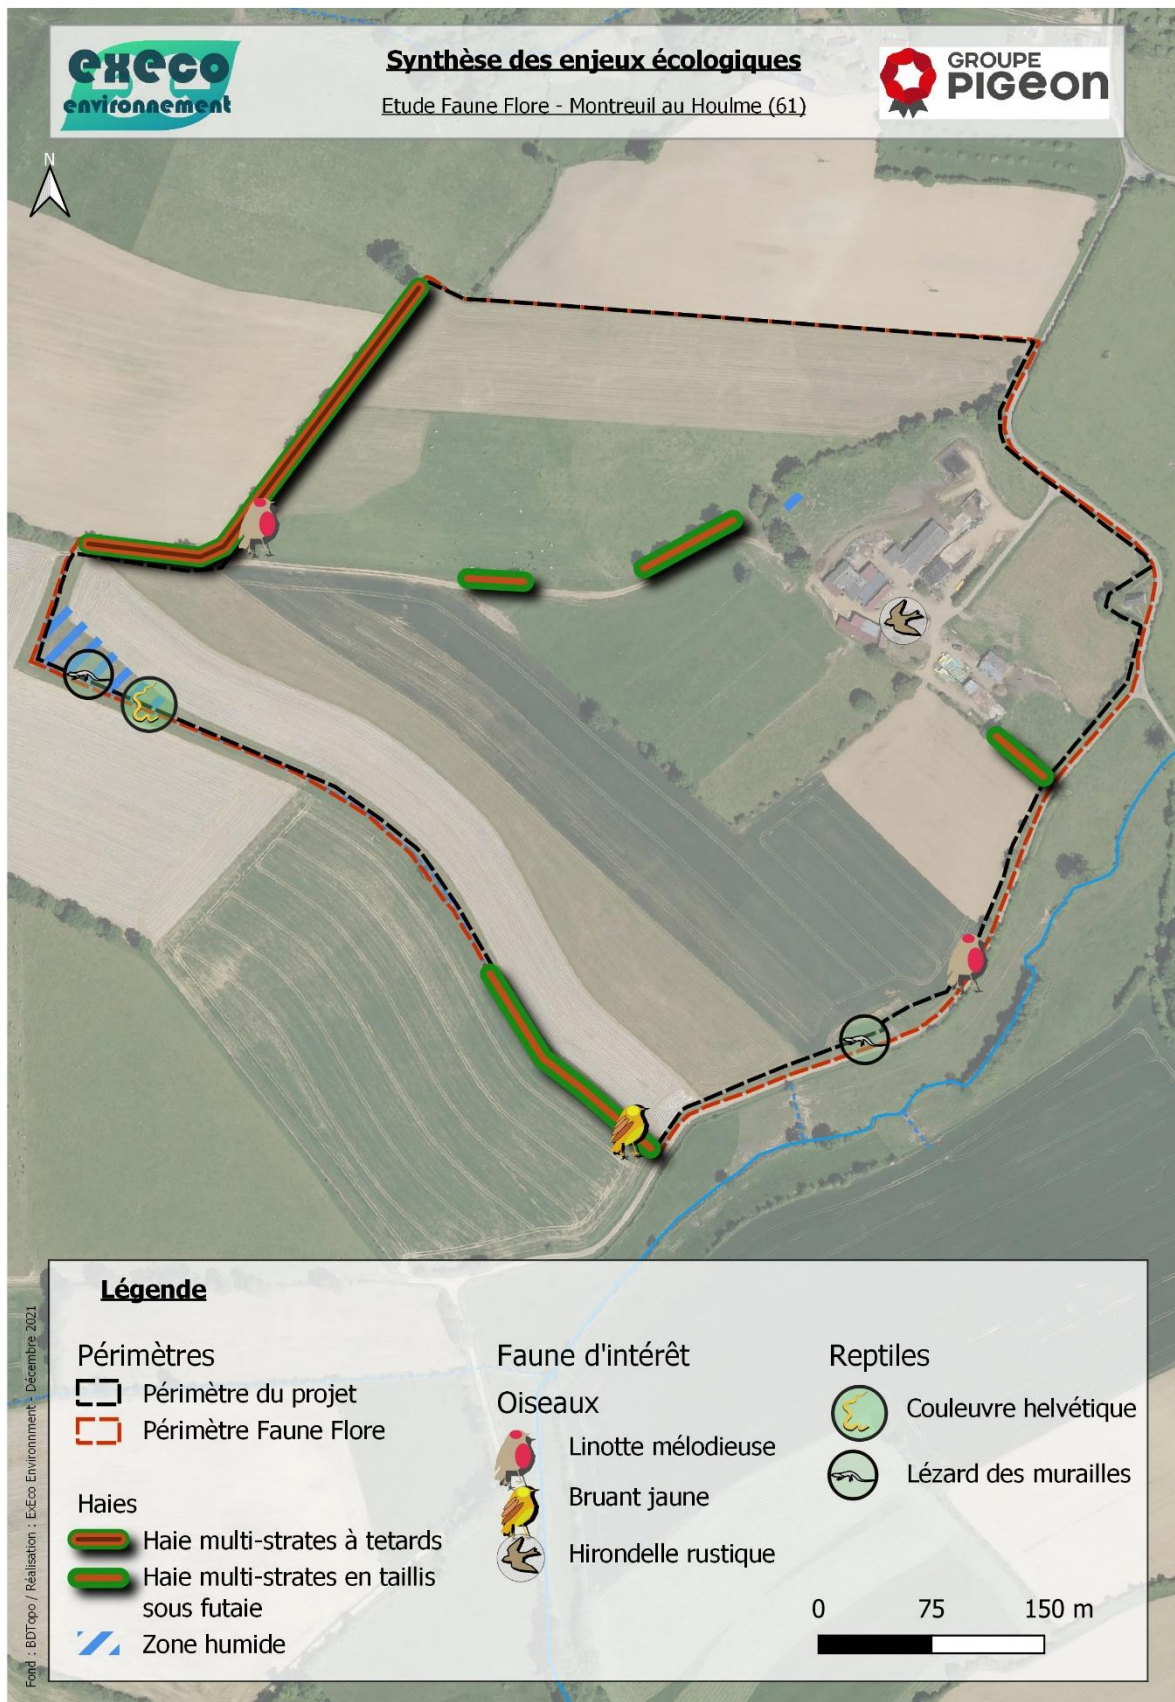 execo
environnement
Synthèse des enjeux écologiques
Etude Faune Flore - Montreuil au Houlme (61)
GROUPE
PIGeon
N
Légende
Périmètres
Périmètre du projet
Périmètre Faune Flore
Haies
Haie multi-strates à tetards
Haie multi-strates en taillis
sous futaie
Zone humide
Faune d'intérêt
Oiseaux
Linotte mélodieuse
Bruant jaune
Hirondelle rustique
Reptiles
Couleuvre helvétique
Lézard des murailles
0 75 150 m
Fond : BDTopo / Réalisation : ExEco Environnment - Décembre 2021